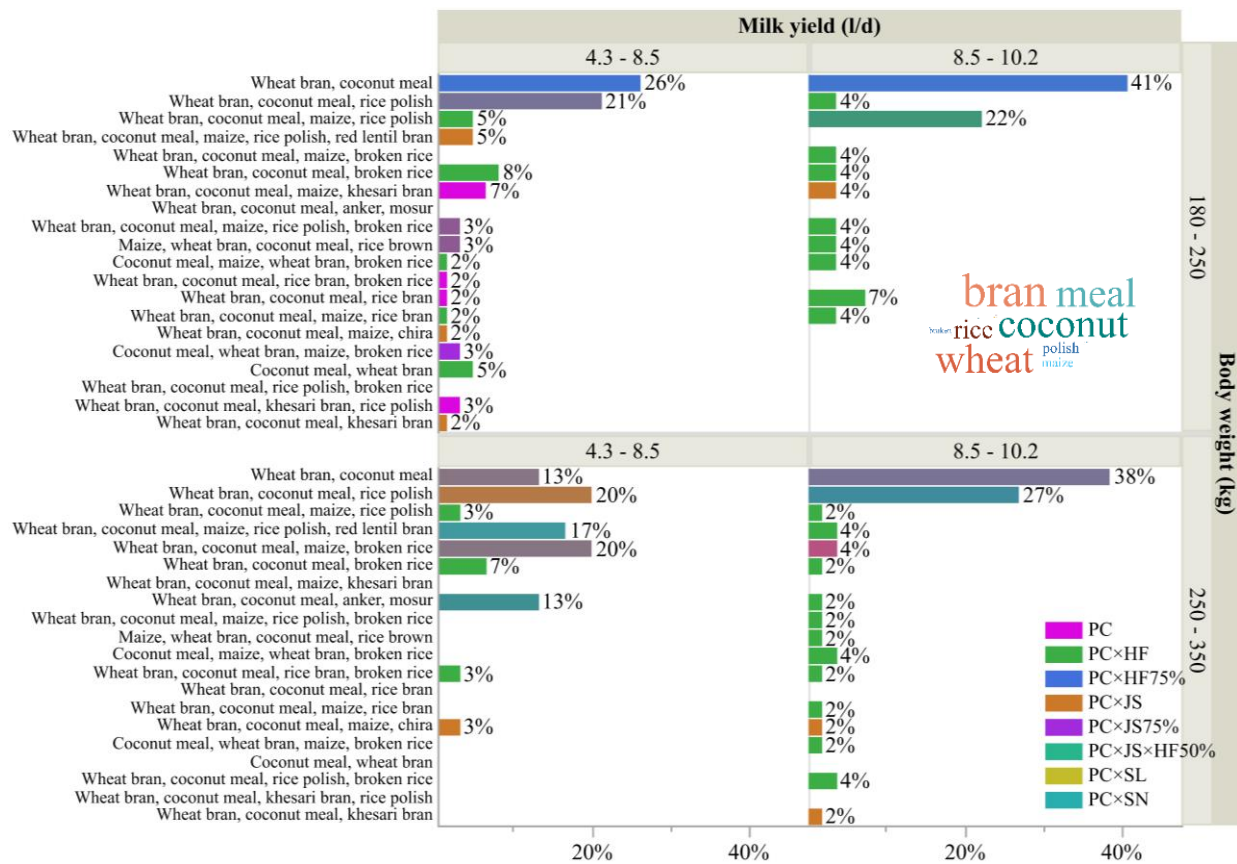 Milk yield (l/d)
4.3 - 8.5 8.5 - 10.2
Wheat bran, coconut meal 26% 41%
Wheat bran, coconut meal, rice polish 21% 4%
Wheat bran, coconut meal, maize, rice polish 5% 22%
Wheat bran, coconut meal, maize, rice polish, red lentil bran 5%
Wheat bran, coconut meal, maize, broken rice 4%
Wheat bran, coconut meal, broken rice 8% 4%
Wheat bran, coconut meal, maize, khesari bran 7% 4%
Wheat bran, coconut meal, anker, mosur
Wheat bran, coconut meal, maize, rice polish, broken rice 3% 4%
Maize, wheat bran, coconut meal, rice brown 3% 4%
Coconut meal, maize, wheat bran, broken rice 2% 4%
Wheat bran, coconut meal, rice bran, broken rice 2%
Wheat bran, coconut meal, rice bran 2% 7%
Wheat bran, coconut meal, maize, rice bran 2% 4%
Wheat bran, coconut meal, maize, chira 2%
Coconut meal, wheat bran, maize, broken rice 3%
Coconut meal, wheat bran 5%
Wheat bran, coconut meal, rice polish, broken rice
Wheat bran, coconut meal, khesari bran, rice polish 3%
Wheat bran, coconut meal, khesari bran 2%
bran meal
broken rice coconut
wheat polish
maize
180 - 250
Body weight (kg)
4.3 - 8.5 8.5 - 10.2
Wheat bran, coconut meal 13% 38%
Wheat bran, coconut meal, rice polish 20% 27%
Wheat bran, coconut meal, maize, rice polish 3% 2%
Wheat bran, coconut meal, maize, rice polish, red lentil bran 17% 4%
Wheat bran, coconut meal, maize, broken rice 20% 4%
Wheat bran, coconut meal, broken rice 7% 2%
Wheat bran, coconut meal, maize, khesari bran
Wheat bran, coconut meal, anker, mosur 13% 2%
Wheat bran, coconut meal, maize, rice polish, broken rice 2%
Maize, wheat bran, coconut meal, rice brown 2%
Coconut meal, maize, wheat bran, broken rice 4%
Wheat bran, coconut meal, rice bran, broken rice 3% 2%
Wheat bran, coconut meal, rice bran
Wheat bran, coconut meal, maize, rice bran 2%
Wheat bran, coconut meal, maize, chira 3% 2%
Coconut meal, wheat bran, maize, broken rice 2%
Coconut meal, wheat bran
Wheat bran, coconut meal, rice polish, broken rice 4%
Wheat bran, coconut meal, khesari bran, rice polish
Wheat bran, coconut meal, khesari bran 2%
250 - 350
PC
PC×HF
PC×HF75%
PC×JS
PC×JS75%
PC×JS×HF50%
PC×SL
PC×SN
20% 40% 20% 40%